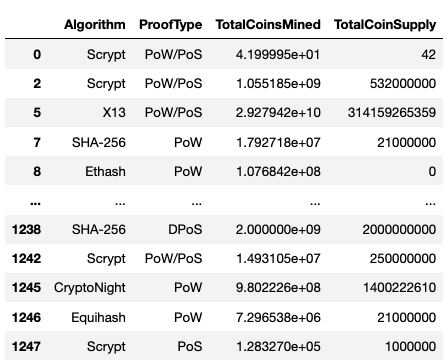 Algorithm ProofType TotalCoinsMined TotalCoinSupply
0 Scrypt PoW/PoS 4.199995e+01 42
2 Scrypt PoW/PoS 1.055185e+09 532000000
5 X13 PoW/PoS 2.927942e+10 314159265359
7 SHA-256 PoW 1.792718e+07 21000000
8 Ethash PoW 1.076842e+08 0
... ... ... ... ...
1238 SHA-256 DPoS 2.000000e+09 2000000000
1242 Scrypt PoW/PoS 1.493105e+07 250000000
1245 CryptoNight PoW 9.802226e+08 1400222610
1246 Equihash PoW 7.296538e+06 21000000
1247 Scrypt PoS 1.283270e+05 1000000